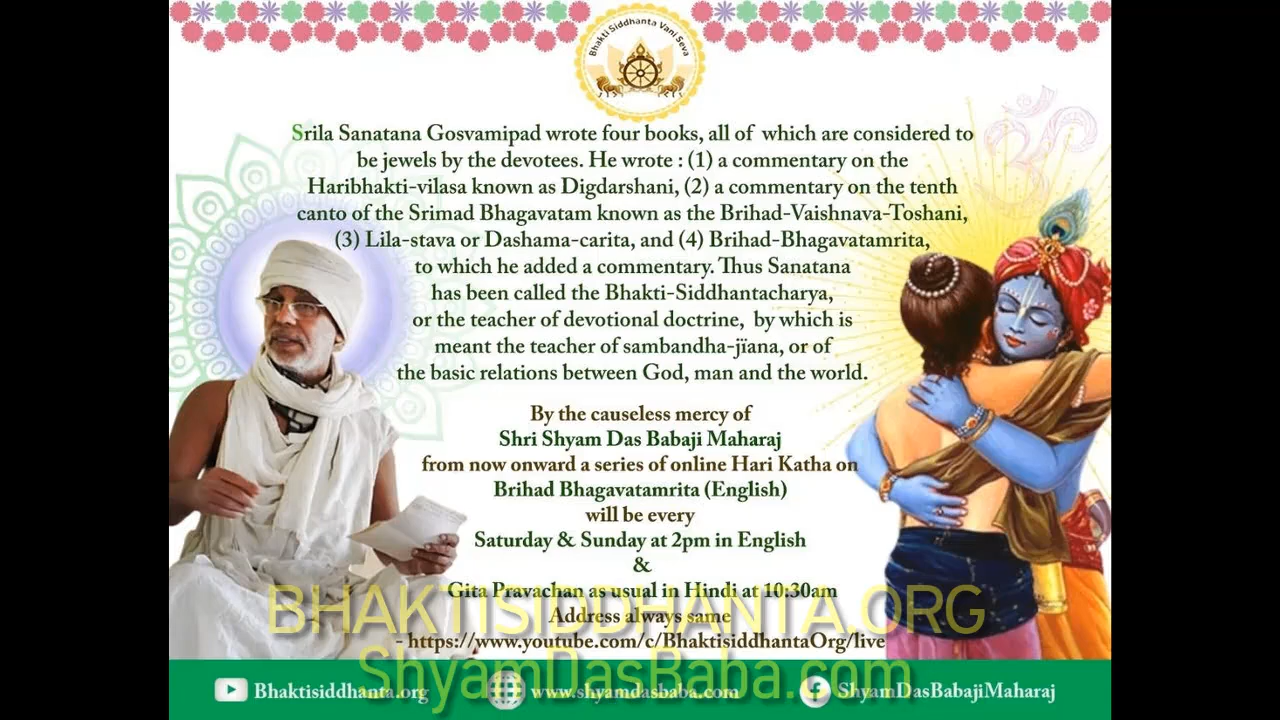 Bhakti Siddhanta Vani Seva
Srila Sanatana Gosvamipad wrote four books, all of which are considered to
be jewels by the devotees. He wrote : (1) a commentary on the
Haribhakti-vilasa known as Digdarshani, (2) a commentary on the tenth
canto of the Srimad Bhagavatam known as the Brihad-Vaishnava-Toshani,
(3) Lila-stava or Dashama-carita, and (4) Brihad-Bhagavatamrita,
to which he added a commentary. Thus Sanatana
has been called the Bhakti-Siddhantacharya,
or the teacher of devotional doctrine, by which is
meant the teacher of sambandha-jïana, or of
the basic relations between God, man and the world.
By the causeless mercy of
Shri Shyam Das Babaji Maharaj
from now onward a series of online Hari Katha on
Brihad Bhagavatamrita (English)
will be every
Saturday & Sunday at 2pm in English
&
Gita Pravachan as usual in Hindi at 10:30am
BHAKTISIDDHANTA.ORG
Address always same
- https://www.youtube.com/c/BhaktisiddhantaOrg/live
ShyamDasBaba.com
Bhaktisiddhanta.org
www.shyamdasbaba.com
ShyamDasBabajiMaharaj
ॐ